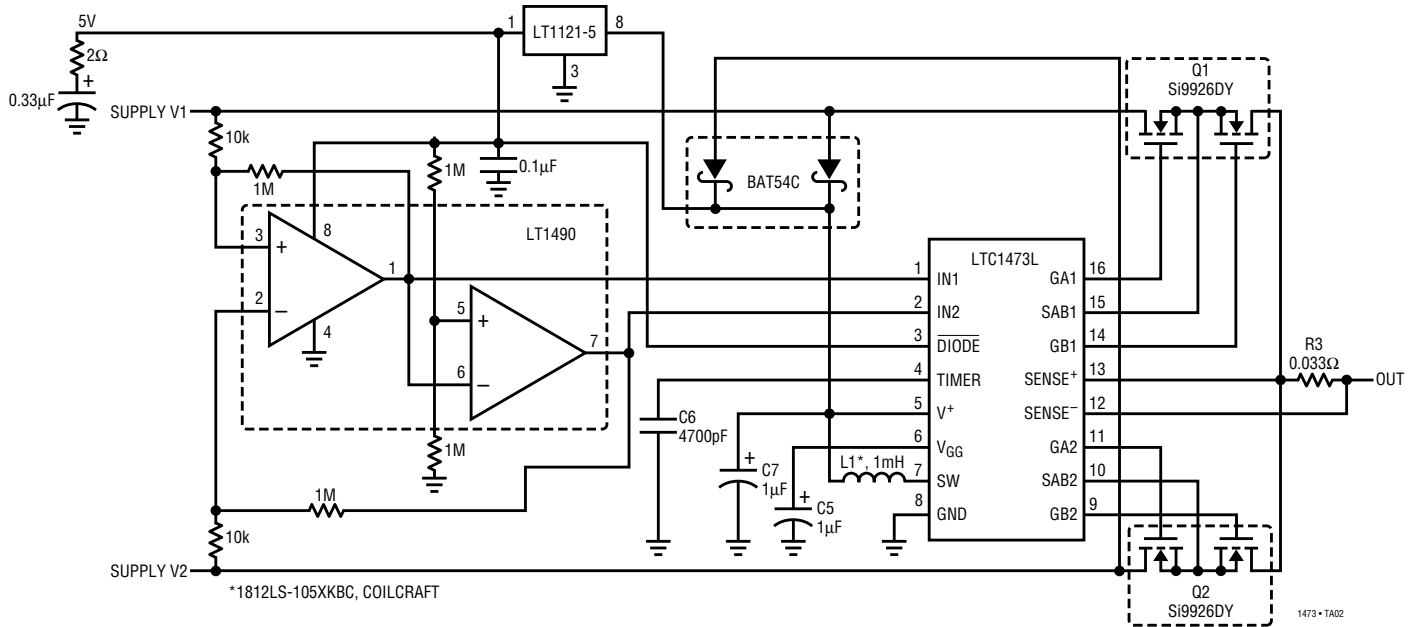 5V
1
LT1121-5
8
3
2Ω
+
0.33µF
SUPPLY V1
10k
1M
1M
0.1µF
BAT54C
Q1
Si9926DY
LT1490
3
+
8
1
2
–
4
5
+
7
6
–
1M
1M
10k
SUPPLY V2
LTC1473L
1
IN1
GA1
16
2
IN2
SAB1
15
3
DIODE
GB1
14
4
TIMER
SENSE+
13
5
V+
SENSE–
12
6
VGG
GA2
11
7
SW
SAB2
10
8
GND
GB2
9
R3
0.033Ω
OUT
C6
4700pF
+
C7
1µF
+
C5
1µF
L1*, 1mH
Q2
Si9926DY
*1812LS-105XKBC, COILCRAFT
1473 • TA02